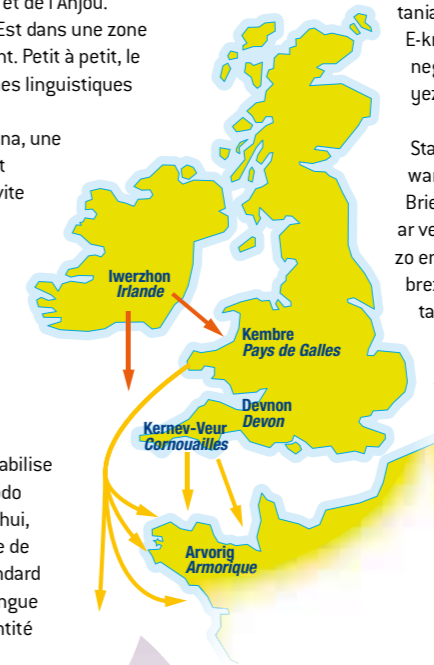 et de l'Anjou.
Est dans une zone
nt. Petit à petit, le
es linguistiques
na, une
t
vite
abilise
do
hui,
e de
ndard
ngue
ntité
tania
E-kr
neg
yez
Sta
war
Brie
ar ve
zo er
brez
ta
Iwerzhon
Irlande
Kembre
Pays de Galles
Devnon
Devon
Kernev-Veur
Cornouailles
Arvorig
Armorique